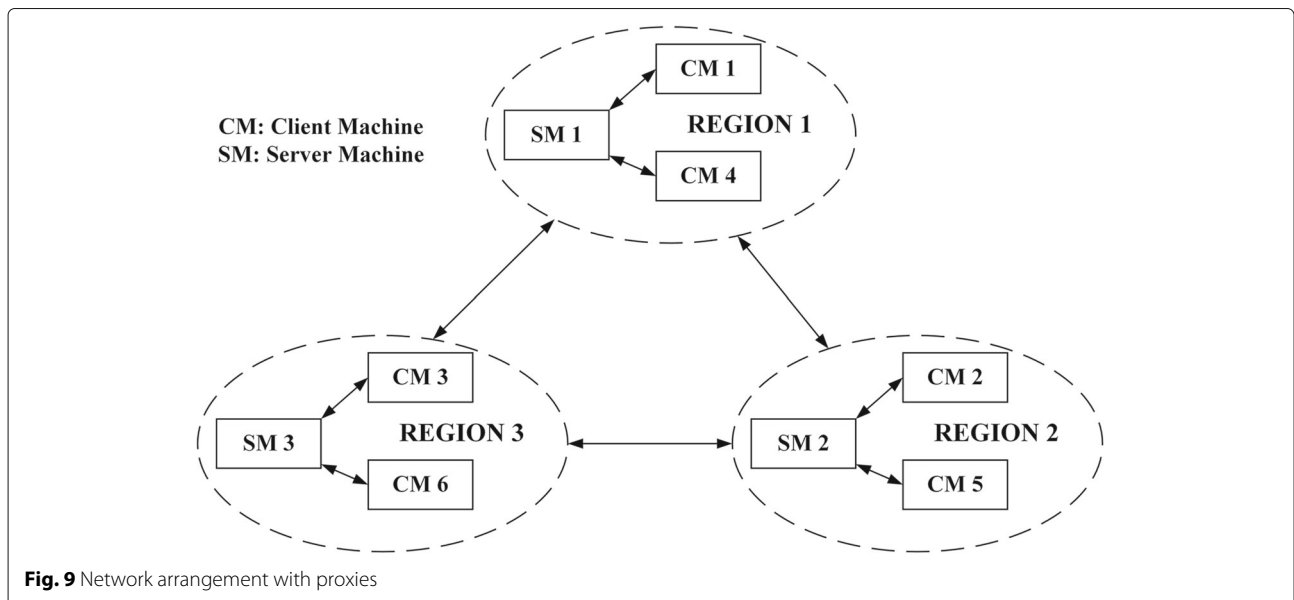 CM 1
SM 1
REGION 1
CM 4
CM: Client Machine
SM: Server Machine
CM 3
SM 3
REGION 3
CM 6
CM 2
SM 2
REGION 2
CM 5
Fig. 9 Network arrangement with proxies